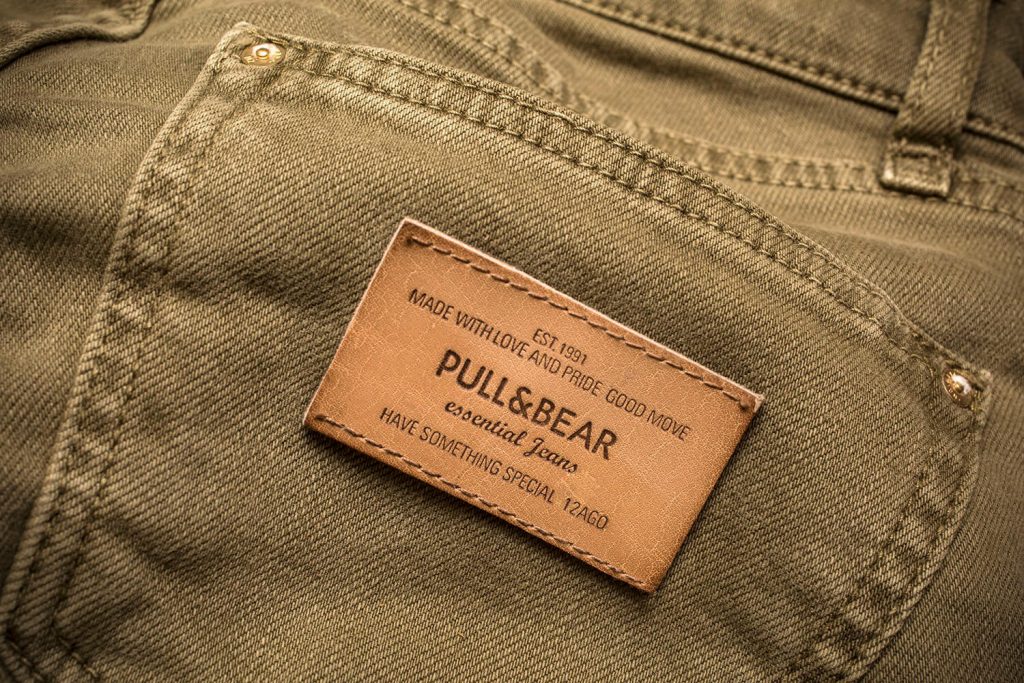 EST. 1991
MADE WITH LOVE AND PRIDE GOOD MOVE
PULL&BEAR
essential Jeans
HAVE SOMETHING SPECIAL 12AGO